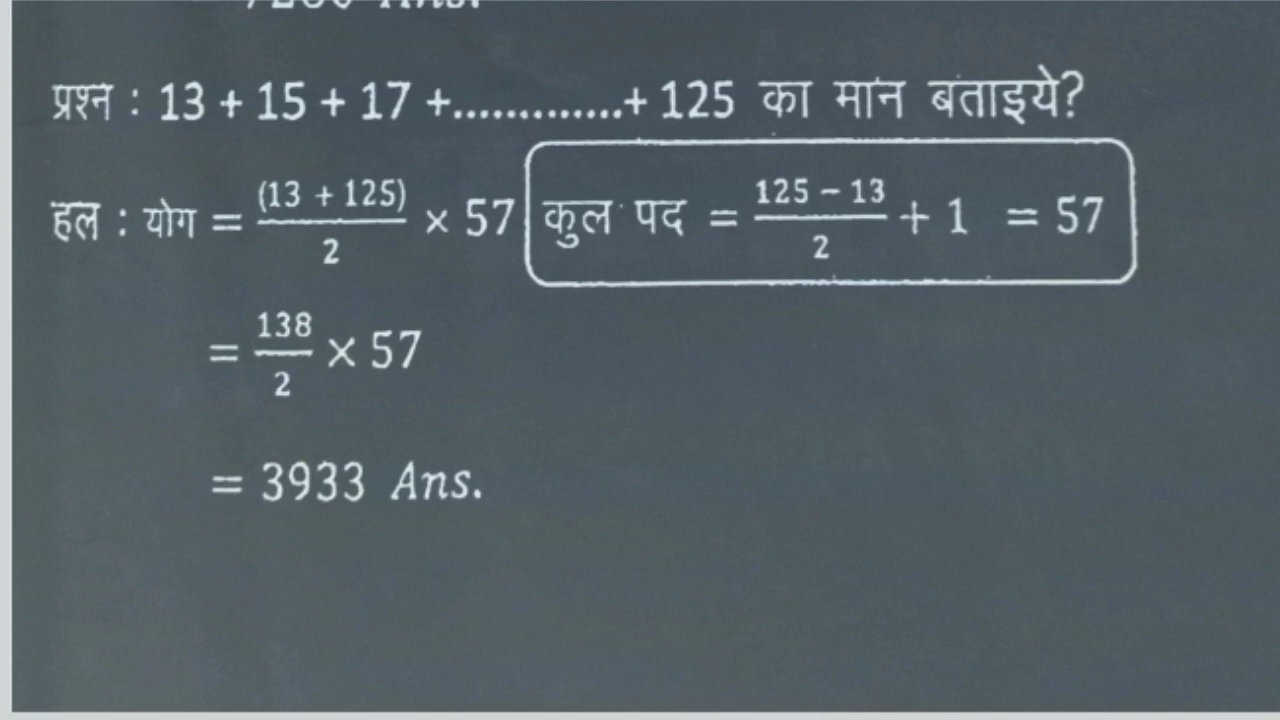 प्रश्न : 13 + 15 + 17 +.............+ 125 का मान बताइये?
हल : योग = (13 + 125)/2 × 57 कुल पद = (125 − 13)/2 + 1 = 57
= 138/2 × 57
= 3933 Ans.